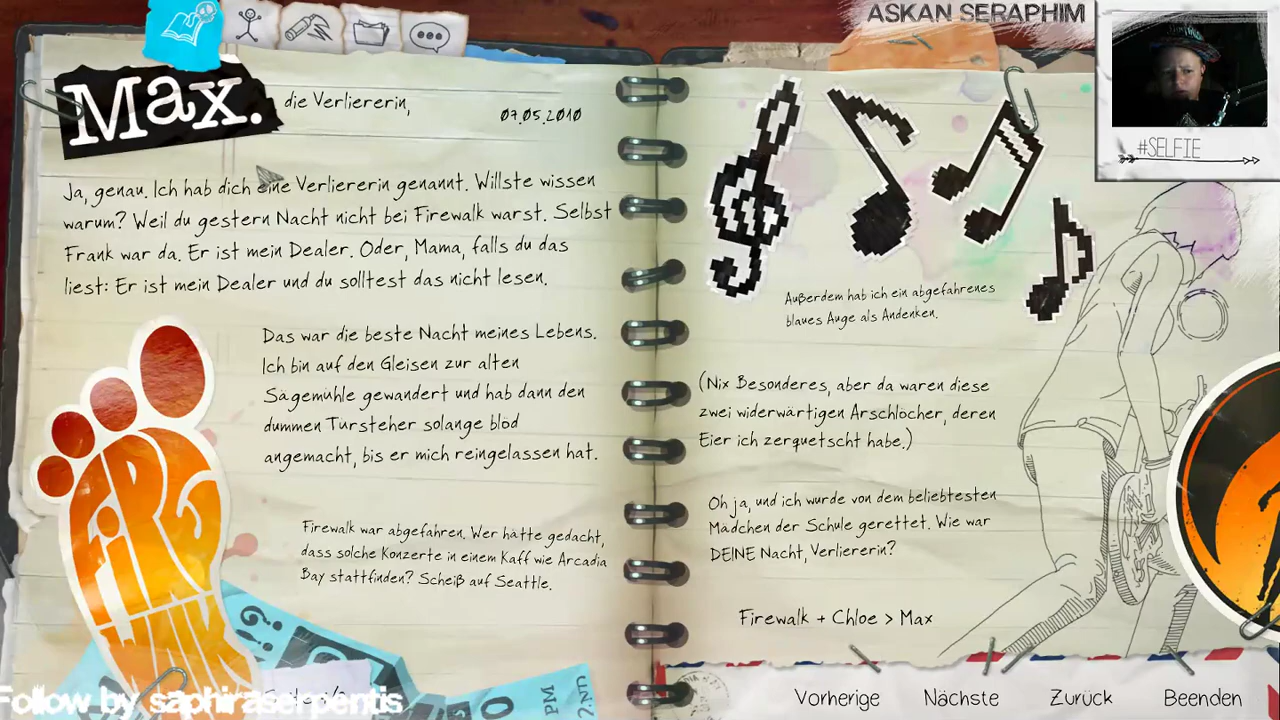 ASKAN SERAPHIM
#SELFIE
Max.
die Verliererin,
07.05.2010
Ja, genau. Ich hab dich eine Verliererin genannt. Willste wissen
warum? Weil du gestern Nacht nicht bei Firewalk warst. Selbst
Frank war da. Er ist mein Dealer. Oder, Mama, falls du das
liest: Er ist mein Dealer und du solltest das nicht lesen.
Das war die beste Nacht meines Lebens.
Ich bin auf den Gleisen zur alten
Sägemühle gewandert und hab dann den
dummen Türsteher solange blöd
angemacht, bis er mich reingelassen hat.
Firewalk war abgefahren. Wer hätte gedacht,
dass solche Konzerte in einem Kaff wie Arcadia
Bay stattfinden? Scheiß auf Seattle.
FIREWALK
Außerdem hab ich ein abgefahrenes
blaues Auge als Andenken.
(Nix Besonderes, aber da waren diese
zwei widerwärtigen Arschlöcher, deren
Eier ich zerquetscht habe.)
Oh ja, und ich wurde von dem beliebtesten
Mädchen der Schule gerettet. Wie war
DEINE Nacht, Verliererin?
Firewalk + Chloe > Max
PM
Follow by saphiraserpentis
Vorherige
Nächste
Zurück
Beenden